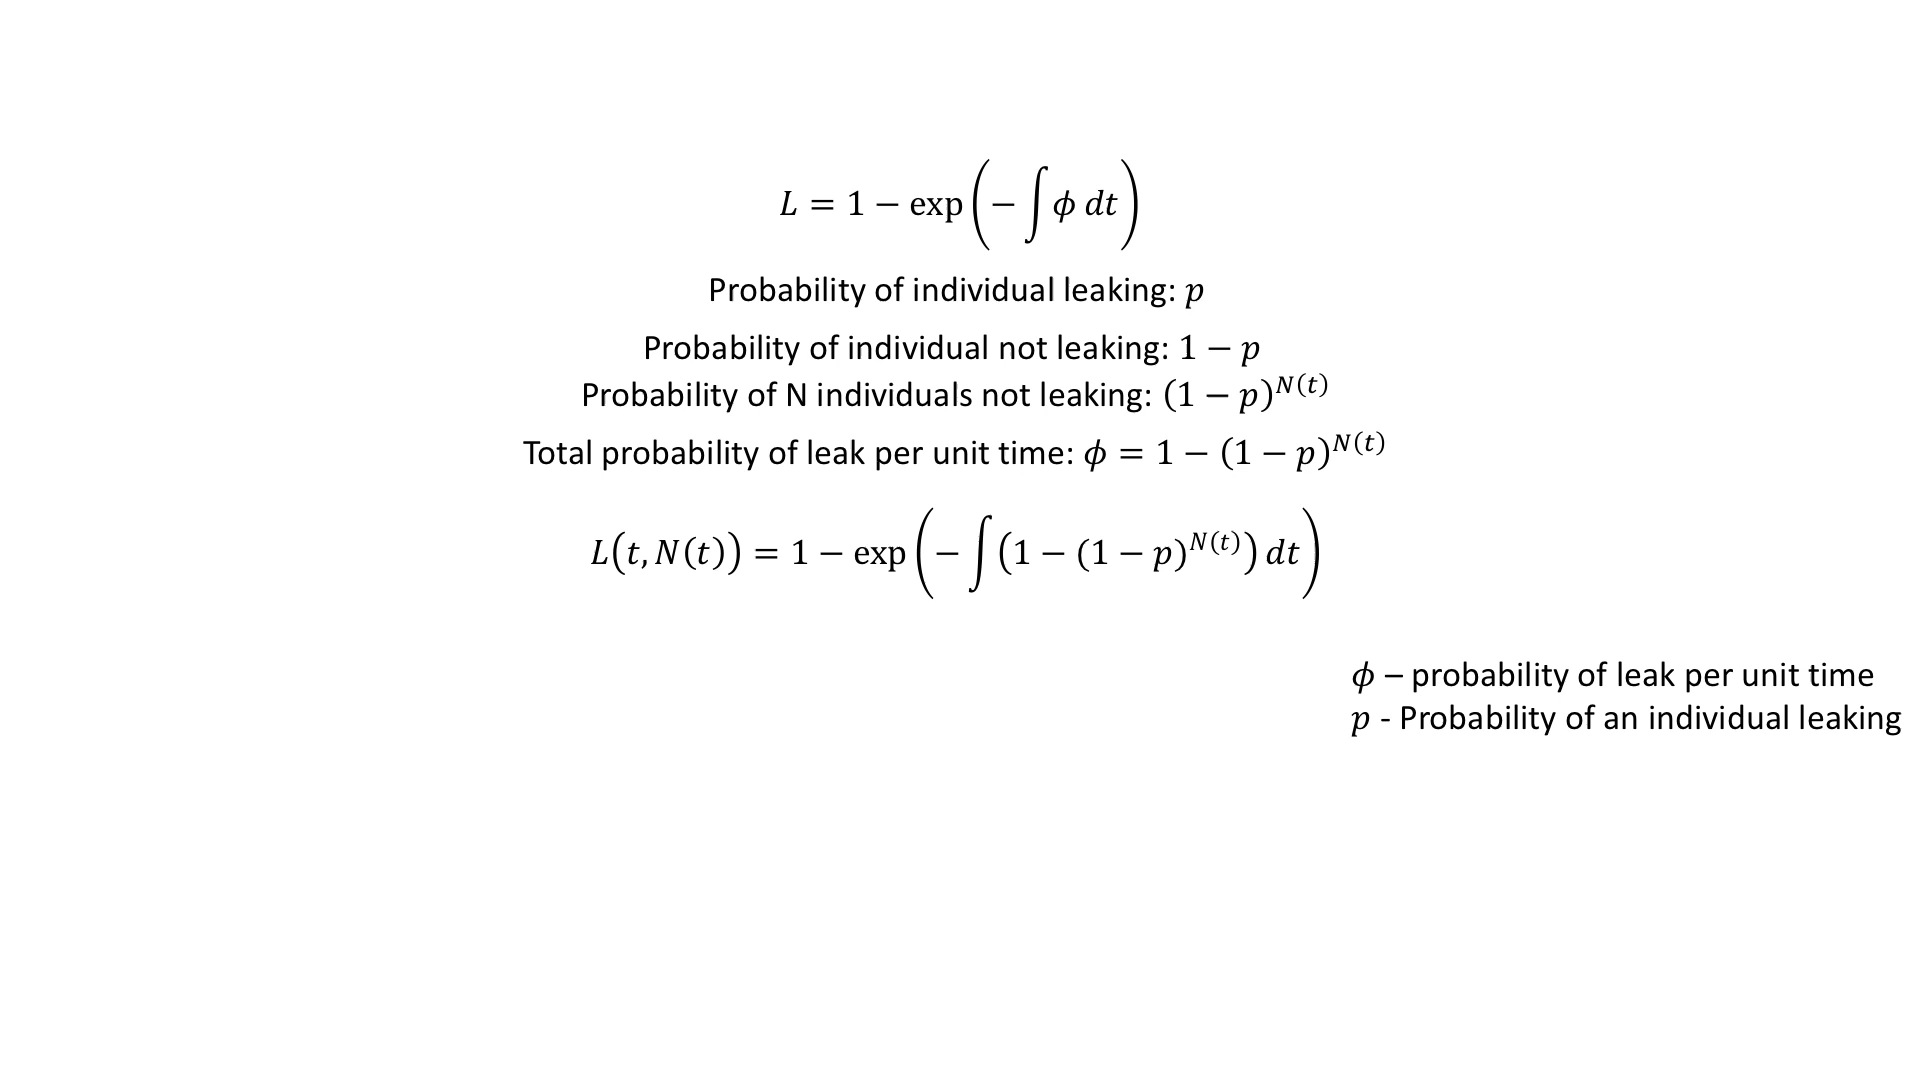 L = 1 − exp(−∫ϕ dt)
Probability of individual leaking: p
Probability of individual not leaking: 1 − p
Probability of N individuals not leaking: (1 − p)^N(t)
Total probability of leak per unit time: ϕ = 1 − (1 − p)^N(t)
L(t, N(t)) = 1 − exp(−∫(1 − (1 − p)^N(t)) dt)
ϕ – probability of leak per unit time
p - Probability of an individual leaking